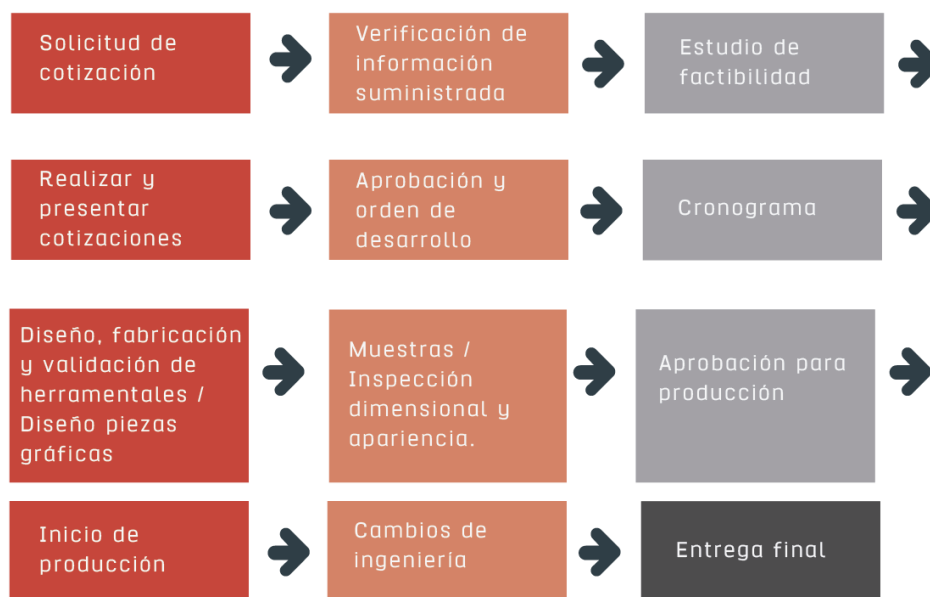 Solicitud de
cotización
Verificación de
información
suministrada
Estudio de
factibilidad
Realizar y
presentar
cotizaciones
Aprobación y
orden de
desarrollo
Cronograma
Diseño, fabricación
y validación de
herramentales /
Diseño piezas
gráficas
Muestras /
Inspección
dimensional y
apariencia.
Aprobación para
producción
Inicio de
producción
Cambios de
ingeniería
Entrega final